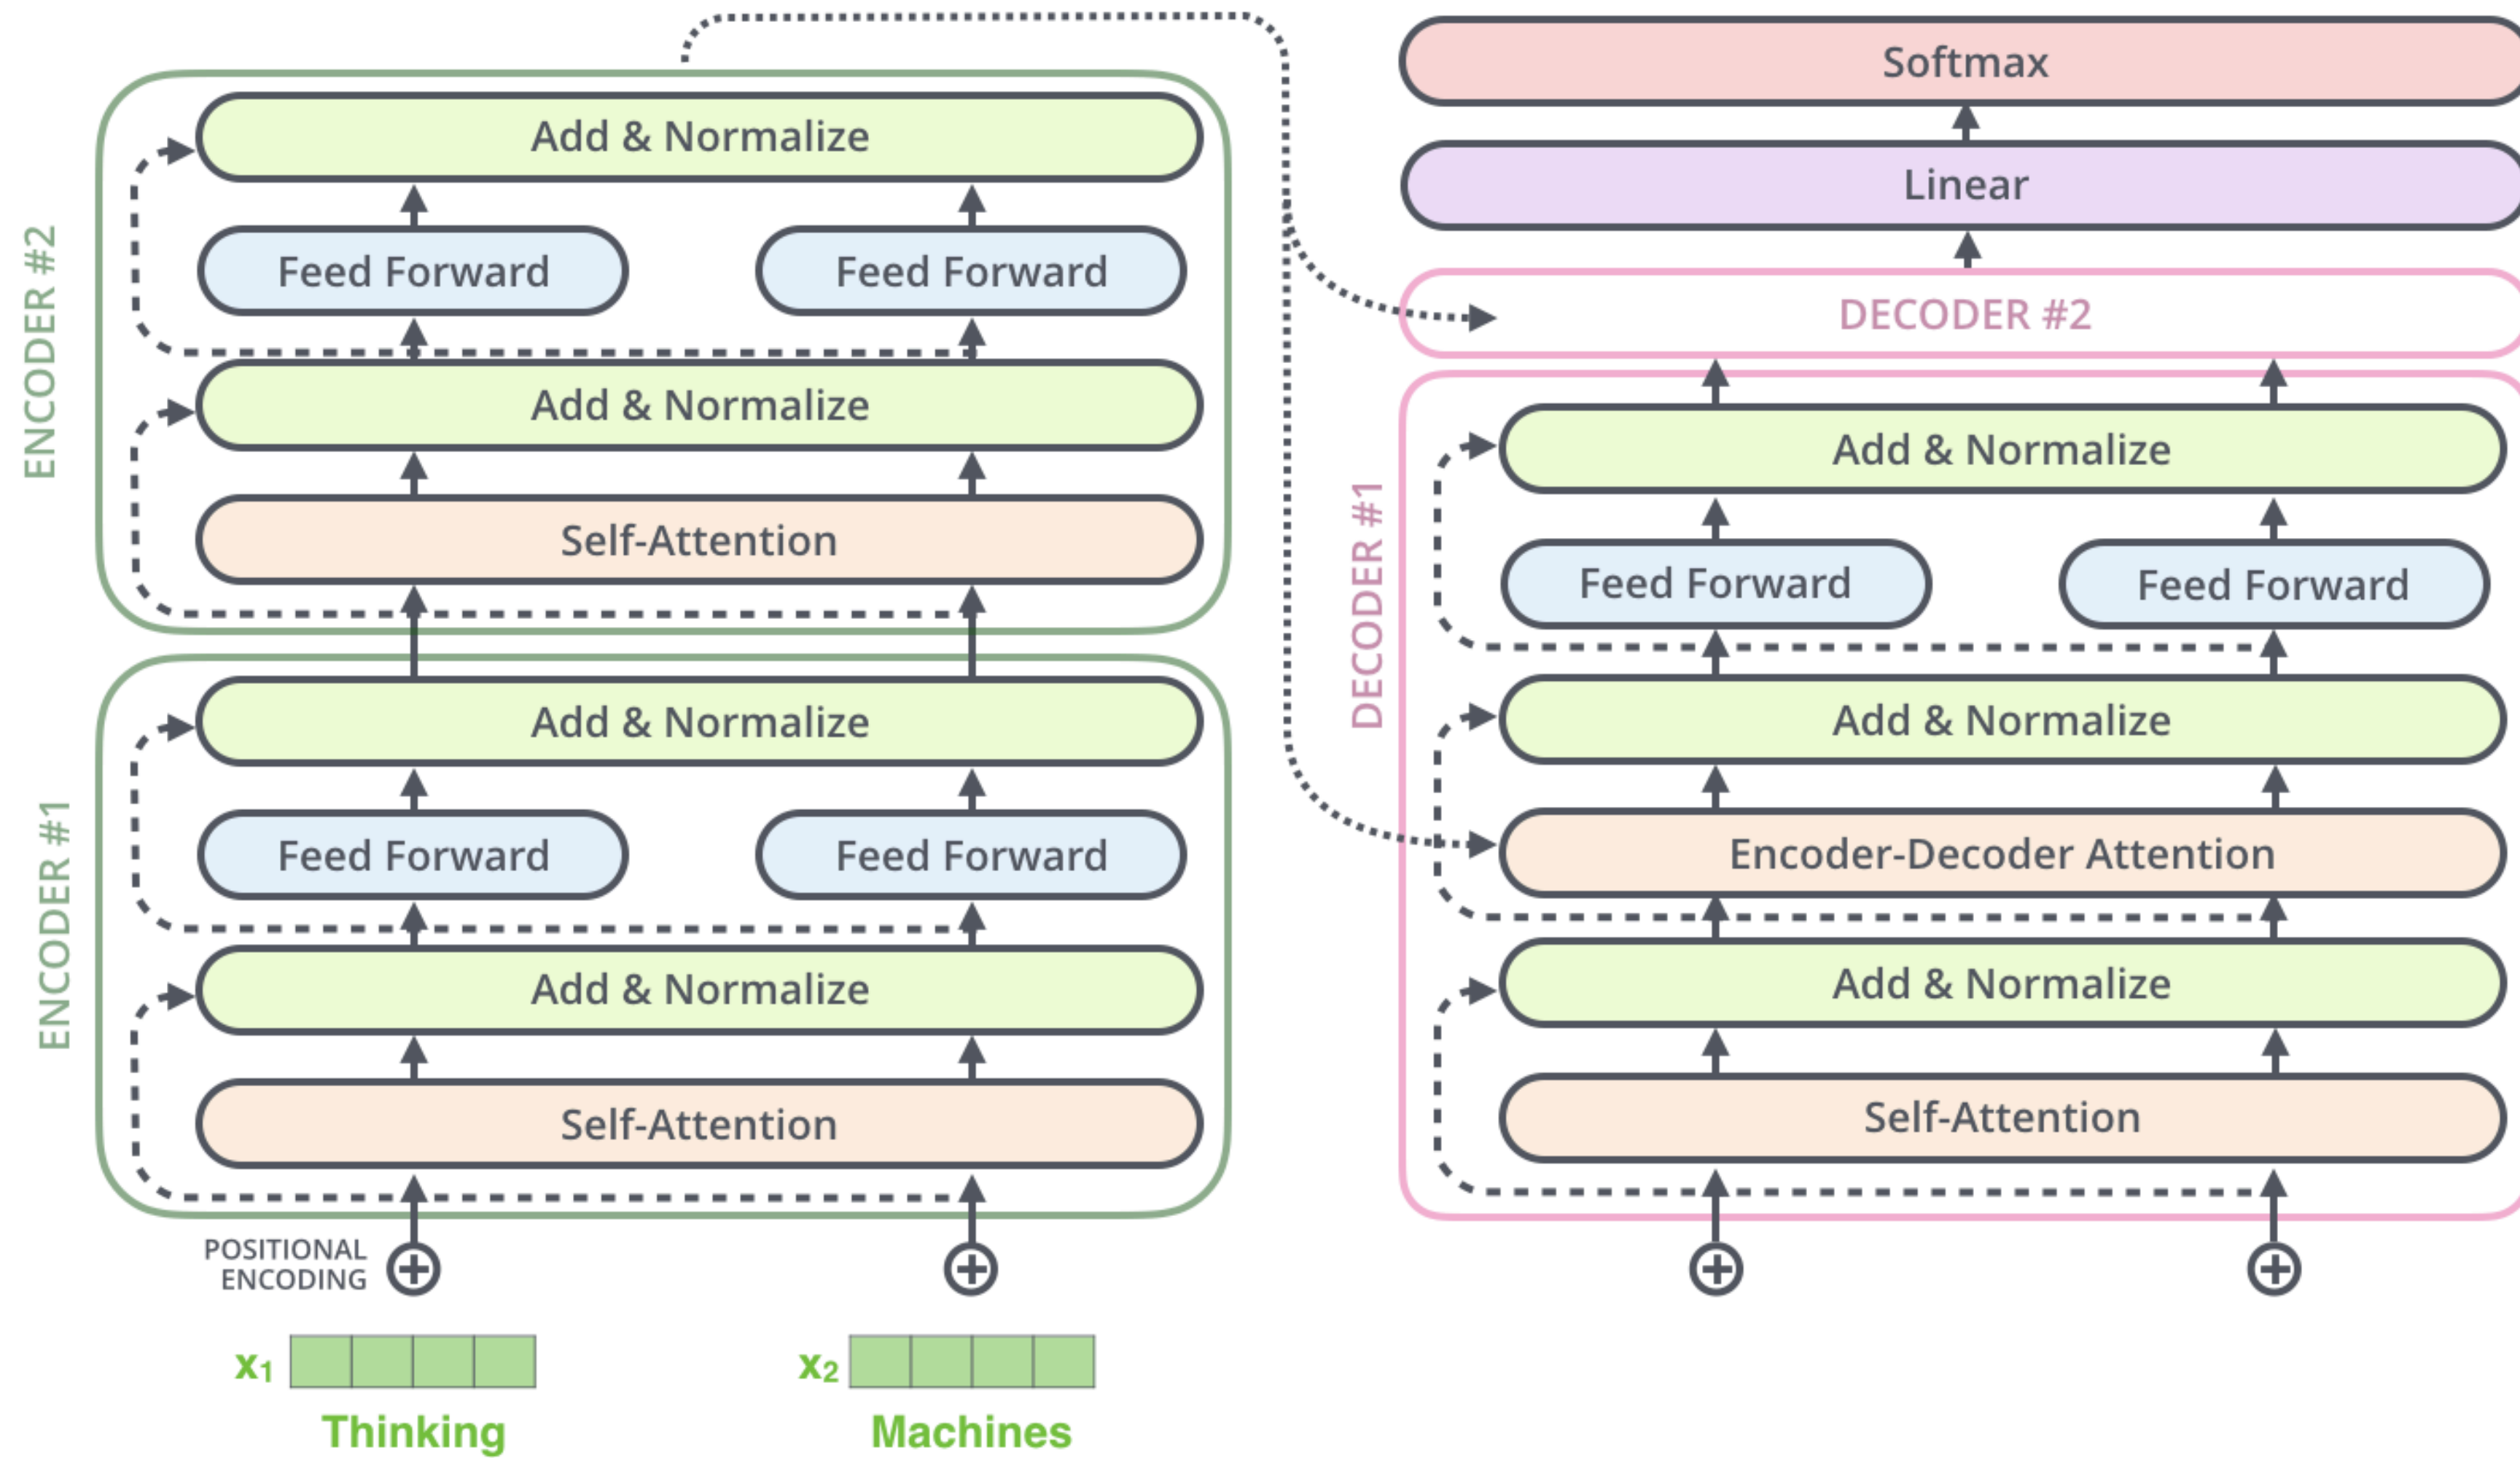 ENCODER #2
Add & Normalize
Feed Forward
Feed Forward
Add & Normalize
Self-Attention
ENCODER #1
Add & Normalize
Feed Forward
Feed Forward
Add & Normalize
Self-Attention
POSITIONAL
ENCODING
x1
x2
Thinking
Machines
Softmax
Linear
DECODER #2
DECODER #1
Add & Normalize
Feed Forward
Feed Forward
Add & Normalize
Encoder-Decoder Attention
Add & Normalize
Self-Attention